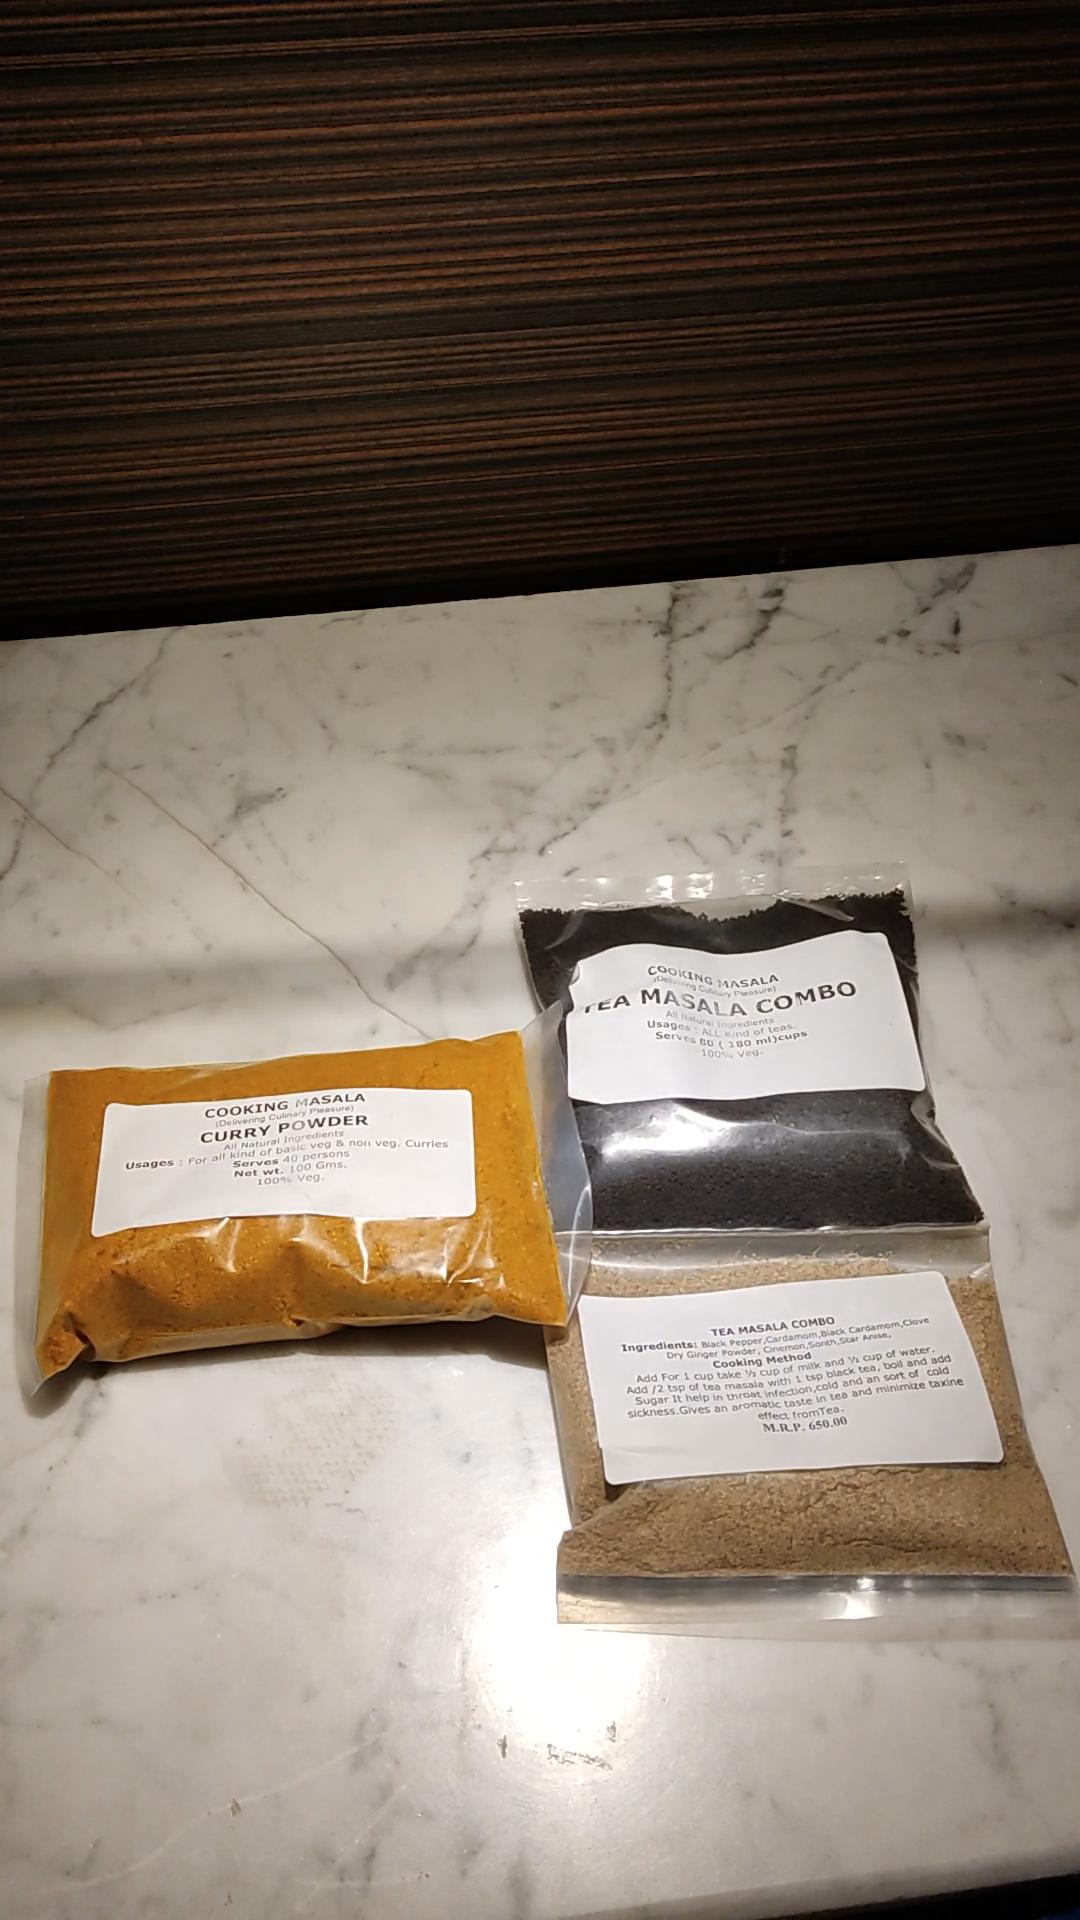 COOKING MASALA
(Delivering Culinary Pleasure)
CURRY POWDER
All Natural Ingredients
Usages : For all kind of basic veg & non veg. Curries
Serves 40 persons
Net wt. 100 Gms.
100% Veg.
COOKING MASALA
(Delivering Culinary Pleasure)
TEA MASALA COMBO
All Natural Ingredients
Usages : ALL Kind of teas.
Serves 80 ( 180 ml)cups
100% Veg.
TEA MASALA COMBO
Ingredients: Black Pepper,Cardamom,Black Cardamom,Clove
Dry Ginger Powder, Cinemon,Sonth,Star Anise,
Cooking Method
Add For 1 cup take ½ cup of milk and ½ cup of water.
Add /2 tsp of tea masala with 1 tsp black tea, boil and add
Sugar It help in throat infection,cold and an sort of cold
sickness.Gives an aromatic taste in tea and minimize taxine
effect fromTea.
M.R.P. 650.00